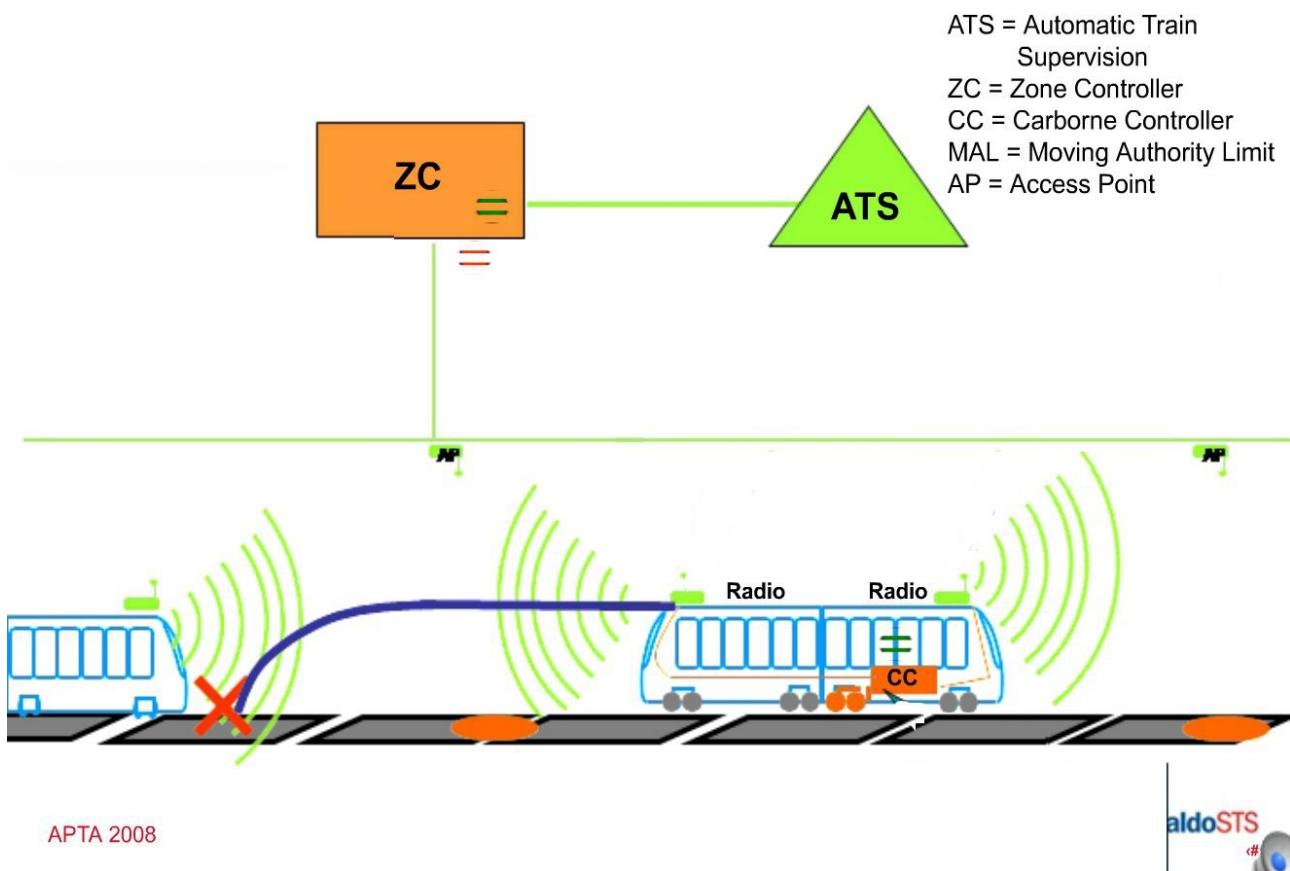 ATS = Automatic Train
Supervision
ZC = Zone Controller
CC = Carborne Controller
MAL = Moving Authority Limit
AP = Access Point
ZC
ATS
AP
AP
Radio
Radio
CC
APTA 2008
aldoSTS
‹#